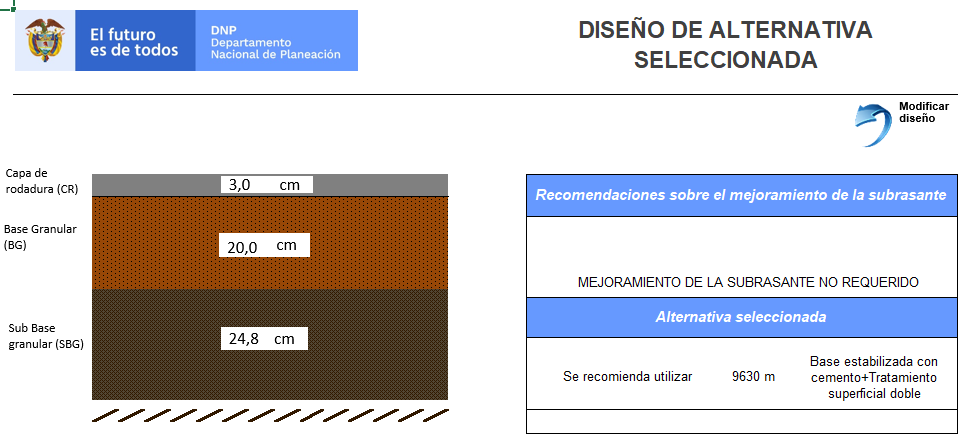 El futuro
es de todos
DNP
Departamento
Nacional de Planeación
DISEÑO DE ALTERNATIVA
SELECCIONADA
Modificar
diseño
Capa de
rodadura (CR)
3,0 cm
Base Granular
(BG)
20,0 cm
Sub Base
granular (SBG)
24,8 cm
Recomendaciones sobre el mejoramiento de la subrasante
MEJORAMIENTO DE LA SUBRASANTE NO REQUERIDO
Alternativa seleccionada
Se recomienda utilizar
9630 m
Base estabilizada con
cemento+Tratamiento
superficial doble